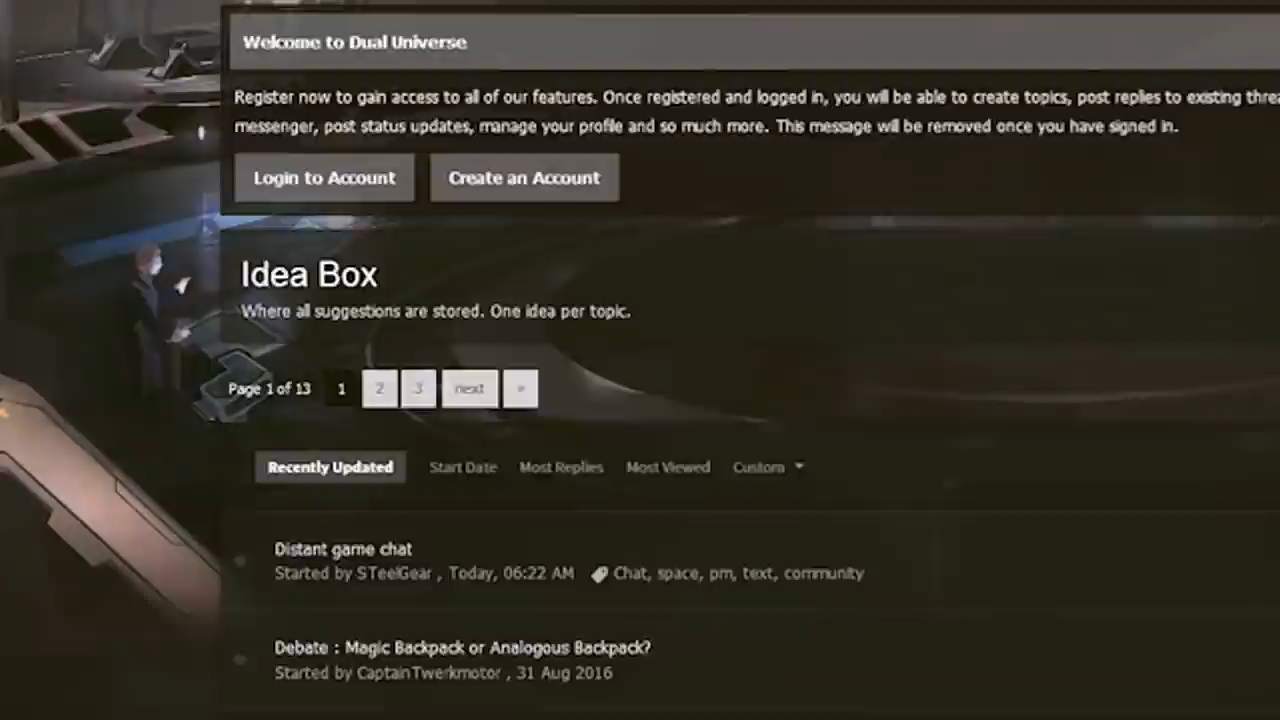 Welcome to Dual Universe
Register now to gain access to all of our features. Once registered and logged in, you will be able to create topics, post replies to existing
messenger, post status updates, manage your profile and so much more. This message will be removed once you have signed in.
Login to Account Create an Account
Idea Box
Where all suggestions are stored. One idea per topic.
Page 1 of 13 1 2 3 next »
Recently Updated Start Date Most Replies Most Viewed Custom
Distant game chat
Started by STeelGear , Today, 06:22 AM Chat, space, pm, text, community
Debate : Magic Backpack or Analogous Backpack?
Started by CaptainTwerkmotor , 31 Aug 2016